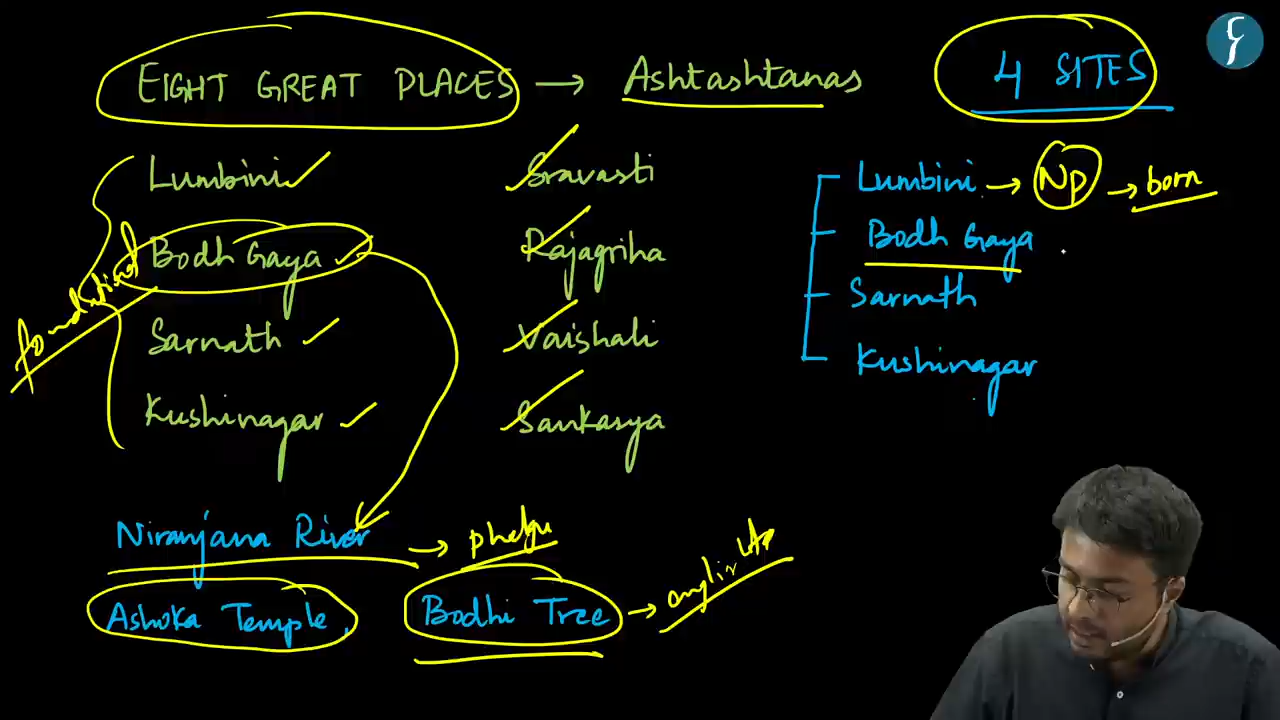 EIGHT GREAT PLACES → Ashtashtanas
Lumbini
Bodh Gaya
Sarnath
Kushinagar
Sravasti
Rajagriha
Vaishali
Sankasya
Niranjana River →
Ashoka Temple,
Bodhi Tree →
4 SITES
Lumbini → Np → born
Bodh Gaya
Sarnath
Kushinagar